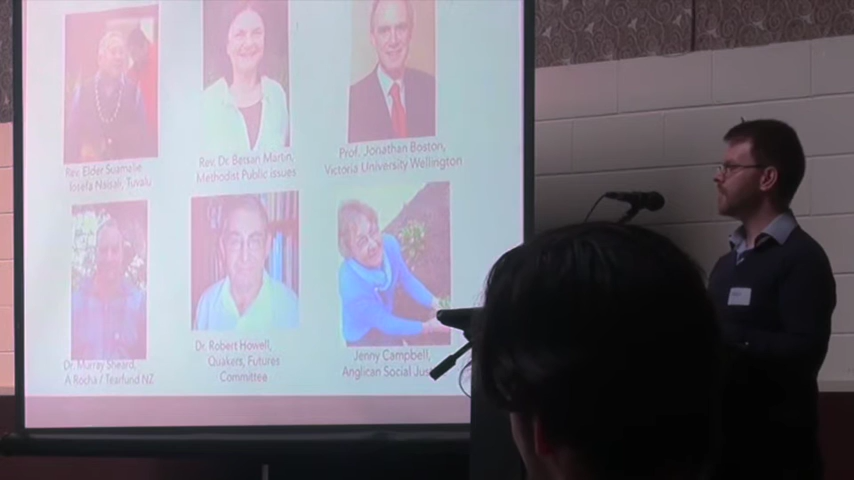 Rev. Elder Suamalie
Iosefa Naisali, Tuvalu
Rev. Dr. Betsan Martin,
Methodist Public issues
Prof. Jonathan Boston,
Victoria University Wellington
Dr. Murray Sheard,
A Rocha / Tearfund NZ
Dr. Robert Howell,
Quakers, Futures
Committee
Jenny Campbell,
Anglican Social